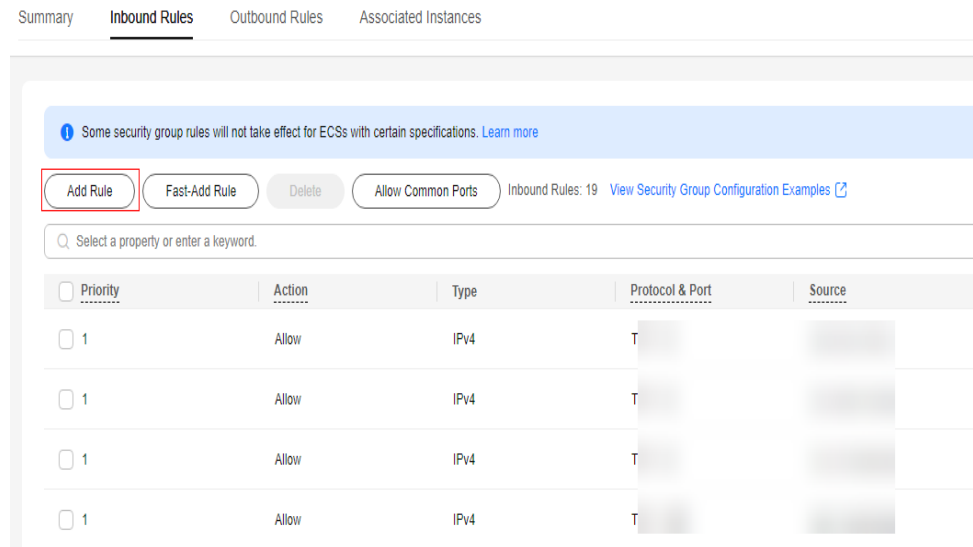 Summary Inbound Rules Outbound Rules Associated Instances
Some security group rules will not take effect for ECSs with certain specifications. Learn more
Add Rule Fast-Add Rule Delete Allow Common Ports Inbound Rules: 19 View Security Group Configuration Examples
Select a property or enter a keyword.
Priority Action Type Protocol & Port Source
1 Allow IPv4 T
1 Allow IPv4 T
1 Allow IPv4 T
1 Allow IPv4 T